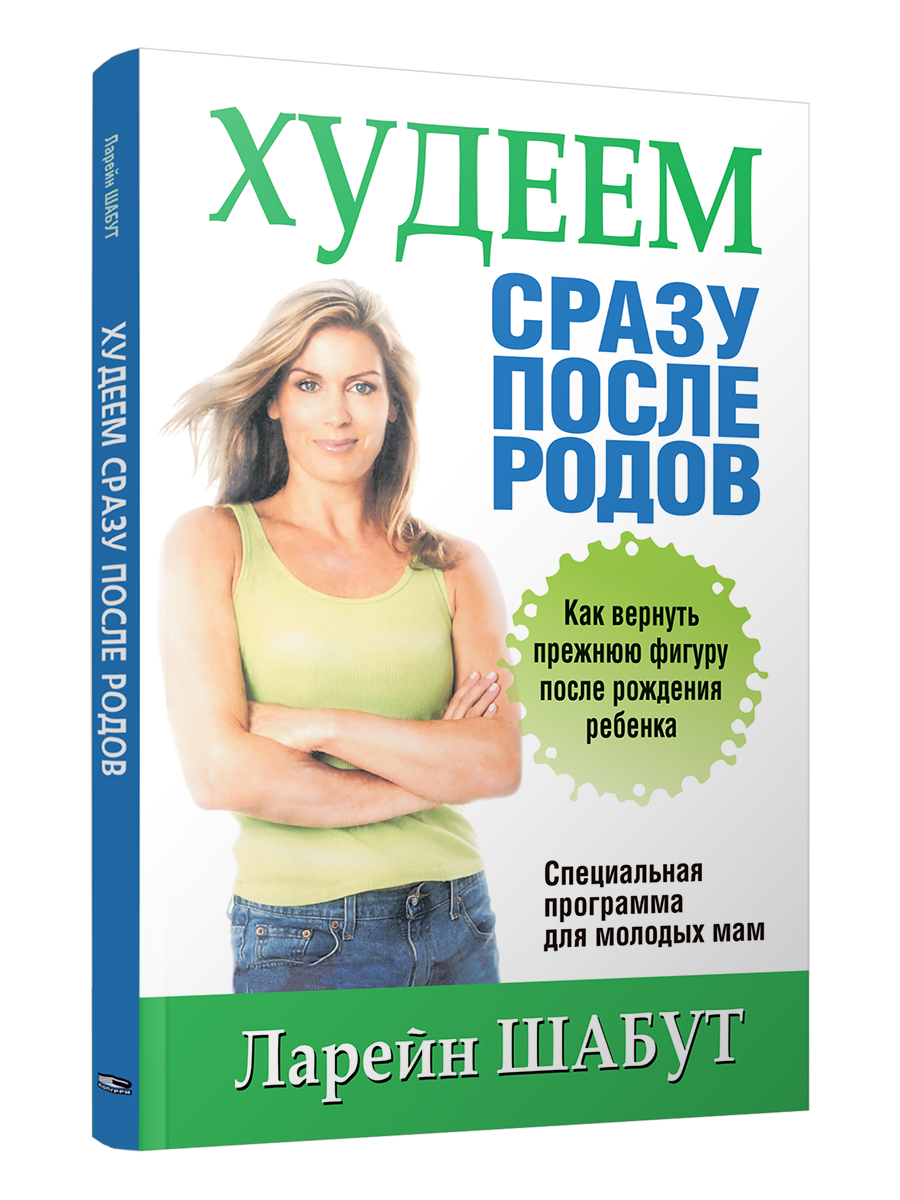 ХУДЕЕМ
СРАЗУ
ПОСЛЕ
РОДОВ
Как вернуть
прежнюю фигуру
после рождения
ребенка
Специальная
программа
для молодых мам
Ларейн ШАБУТ
Ларейн ШАБУТ
ХУДЕЕМ СРАЗУ ПОСЛЕ РОДОВ
ПОПУРРИ